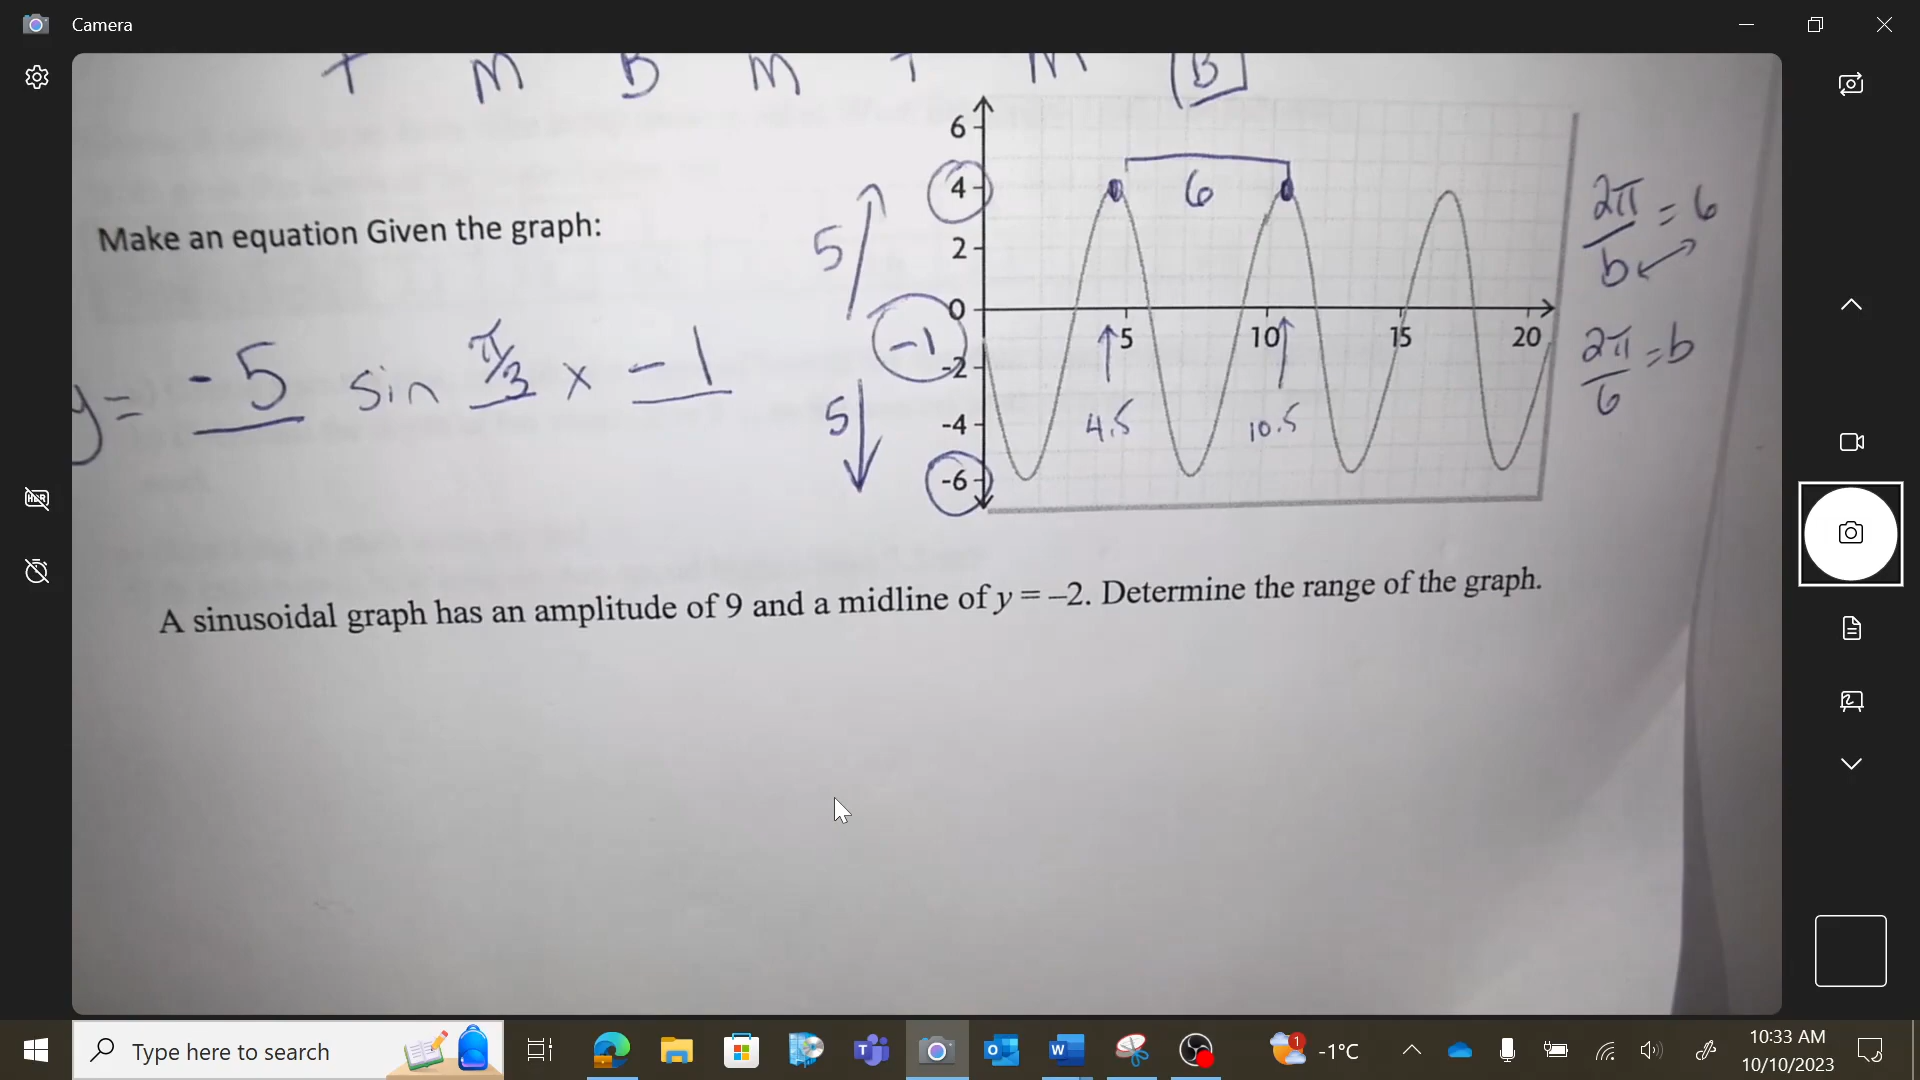 Camera
T M B M T M B
6
4
2
0
-2
-4
-6
5 10 15 20
6
Make an equation Given the graph:
5
-1
5
4.5 10.5
2π/b = 6
2π/6 = b
y = -5 sin π/3 x -1
A sinusoidal graph has an amplitude of 9 and a midline of y = –2. Determine the range of the graph.
Type here to search
1
-1°C
10:33 AM
10/10/2023